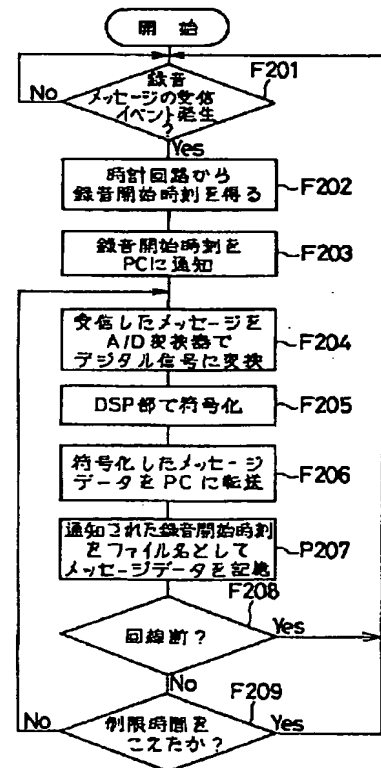 開始
録音
メッセージの受信
イベント発生
?
F201
No
Yes
時計回路から
録音開始時刻を得る
F202
録音開始時刻を
PCに通知
F203
受信したメッセージを
A/D変換器で
デジタル信号に変換
F204
DSP部で符号化
F205
符号化したメッセージ
データをPCに転送
F206
通知された録音開始時刻
をファイル名として
メッセージデータを記憶
P207
F208
回線断?
Yes
No
F209
制限時間を
こえたか?
No
Yes